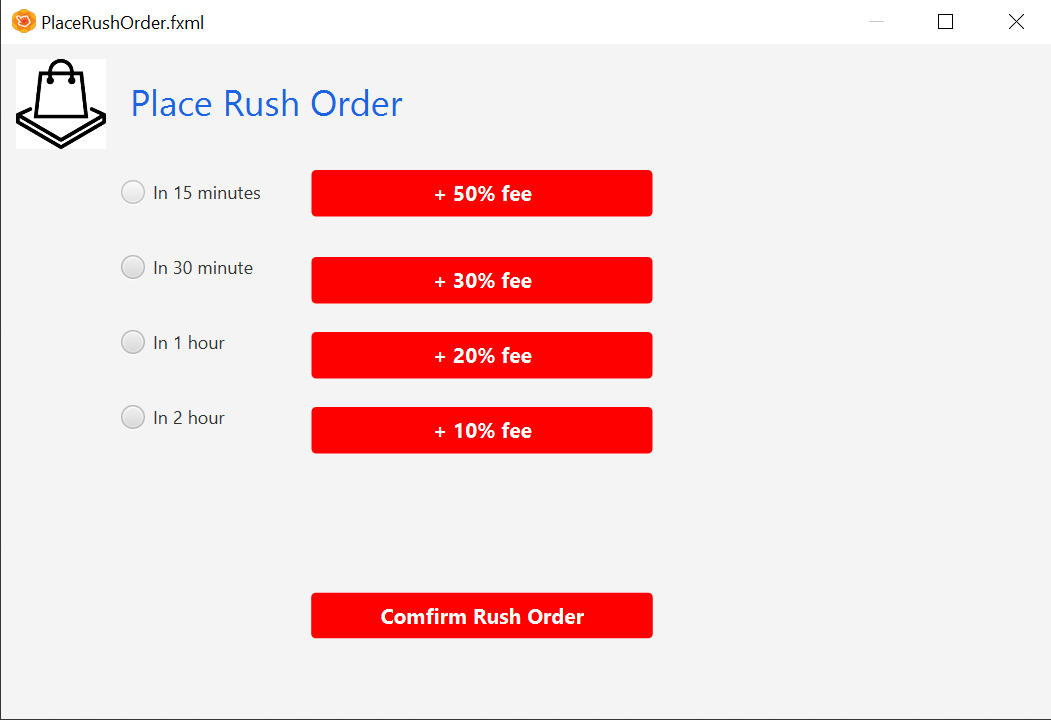 PlaceRushOrder.fxml
Place Rush Order
In 15 minutes
+ 50% fee
In 30 minute
+ 30% fee
In 1 hour
+ 20% fee
In 2 hour
+ 10% fee
Comfirm Rush Order